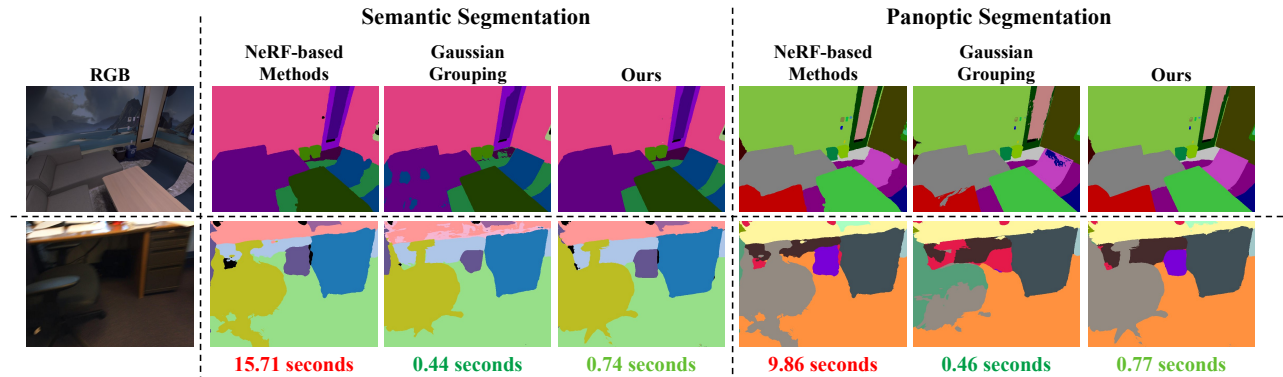 Semantic Segmentation
Panoptic Segmentation
RGB
NeRF-based
Methods
Gaussian
Grouping
Ours
NeRF-based
Methods
Gaussian
Grouping
Ours
15.71 seconds
0.44 seconds
0.74 seconds
9.86 seconds
0.46 seconds
0.77 seconds